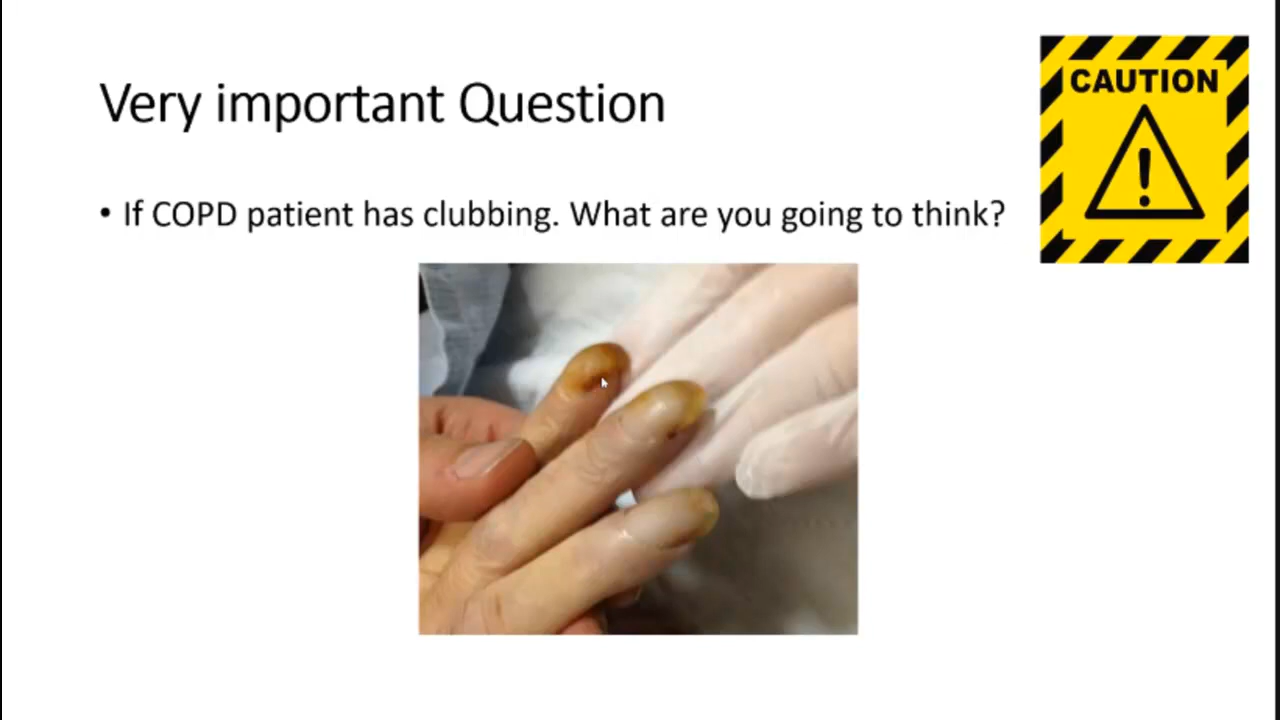 Very important Question
CAUTION
!
• If COPD patient has clubbing. What are you going to think?